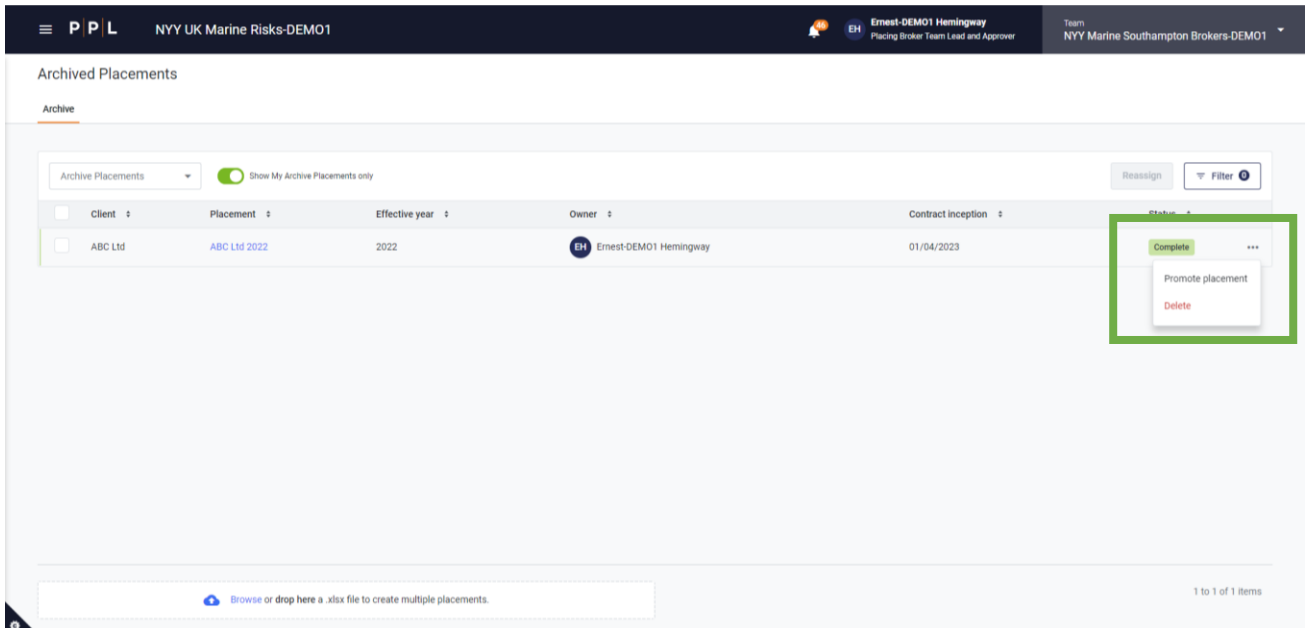 PPL NYY UK Marine Risks-DEMO1 46 EH Ernest-DEMO1 Hemingway Team
Placing Broker Team Lead and Approver NYY Marine Southampton Brokers-DEMO1
Archived Placements
Archive
Archive Placements Show My Archive Placements only Reassign Filter 0
Client Placement Effective year Owner Contract inception Status
ABC Ltd ABC Ltd 2022 2022 EH Ernest-DEMO1 Hemingway 01/04/2023 Complete
Promote placement
Delete
Browse or drop here a .xlsx file to create multiple placements. 1 to 1 of 1 items